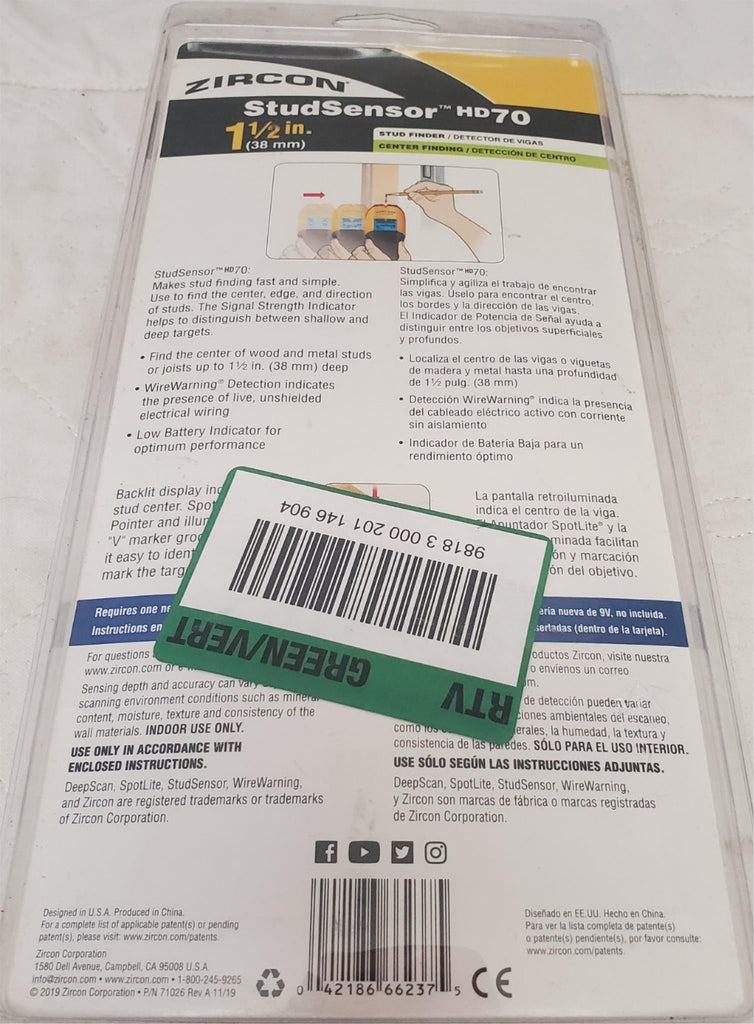 ZIRCON
StudSensor™ HD70
1 1/2 in.
(38 mm)
STUD FINDER / DETECTOR DE VIGAS
CENTER FINDING / DETECCIÓN DE CENTRO
StudSensor™ HD70:
Makes stud finding fast and simple.
Use to find the center, edge, and direction
of studs. The Signal Strength Indicator
helps to distinguish between shallow and
deep targets.
• Find the center of wood and metal studs
or joists up to 1½ in. (38 mm) deep
• WireWarning® Detection indicates
the presence of live, unshielded
electrical wiring
• Low Battery Indicator for
optimum performance
StudSensor™ HD70:
Simplifica y agiliza el trabajo de encontrar
las vigas. Úselo para encontrar el centro,
los bordes y la dirección de las vigas.
El Indicador de Potencia de Señal ayuda a
distinguir entre los objetivos superficiales
y profundos.
• Localiza el centro de las vigas o viguetas
de madera y metal hasta una profundidad
de 1½ pulg. (38 mm)
• Detección WireWarning® indica la presencia
del cableado eléctrico activo con corriente
sin aislamiento
• Indicador de Batería Baja para un
rendimiento óptimo
Backlit display
stud center.
Pointer and
"V" marker
it easy to
mark the
La pantalla retroiluminada
indica el centro de la viga.
El Apuntador SpotLite® y la
facilitan
y marcación
del objetivo.
9818 3 000 201 146 904
GREEN/VERT
RTV
Requires one
Instructions
nueva de 9V, no incluida.
(dentro de la tarjeta).
For questions
www.zircon.com or
Sensing depth and accuracy can vary
scanning environment conditions such as mineral
content, moisture, texture and consistency of the
wall materials. INDOOR USE ONLY.
USE ONLY IN ACCORDANCE WITH
ENCLOSED INSTRUCTIONS.
DeepScan, SpotLite, StudSensor, WireWarning,
and Zircon are registered trademarks or trademarks
of Zircon Corporation.
Zircon, visite nuestra
o envíenos un correo
de detección pueden variar
ambientales del escaneo,
como los la humedad, la textura y
consistencia de las paredes. SÓLO PARA EL USO INTERIOR.
USE SÓLO SEGÚN LAS INSTRUCCIONES ADJUNTAS.
DeepScan, SpotLite, StudSensor, WireWarning,
y Zircon son marcas de fábrica o marcas registradas
de Zircon Corporation.
Designed in U.S.A. Produced in China.
For a complete list of applicable patent(s) or pending
patent(s), please visit: www.zircon.com/patents.
Zircon Corporation
1580 Dell Avenue, Campbell, CA 95008 U.S.A.
info@zircon.com • www.zircon.com • 1-800-245-9265
© 2019 Zircon Corporation • P/N 71026 Rev A 11/19
0 42186 66237 5
CE
Diseñado en EE.UU. Hecho en China.
Para ver la lista completa de patente(s)
o patente(s) pendiente(s), por favor consulte:
www.zircon.com/patents.